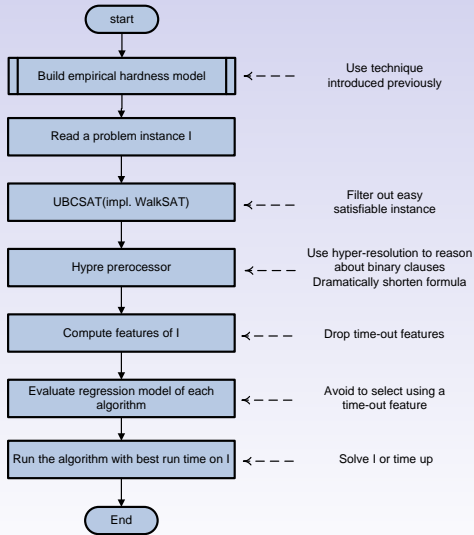 start
Build empirical hardness model
Use technique
introduced previously
Read a problem instance I
UBCSAT(impl. WalkSAT)
Filter out easy
satisfiable instance
Hypre prerocessor
Use hyper-resolution to reason
about binary clauses
Dramatically shorten formula
Compute features of I
Drop time-out features
Evaluate regression model of each
algorithm
Avoid to select using a
time-out feature
Run the algorithm with best run time on I
Solve I or time up
End